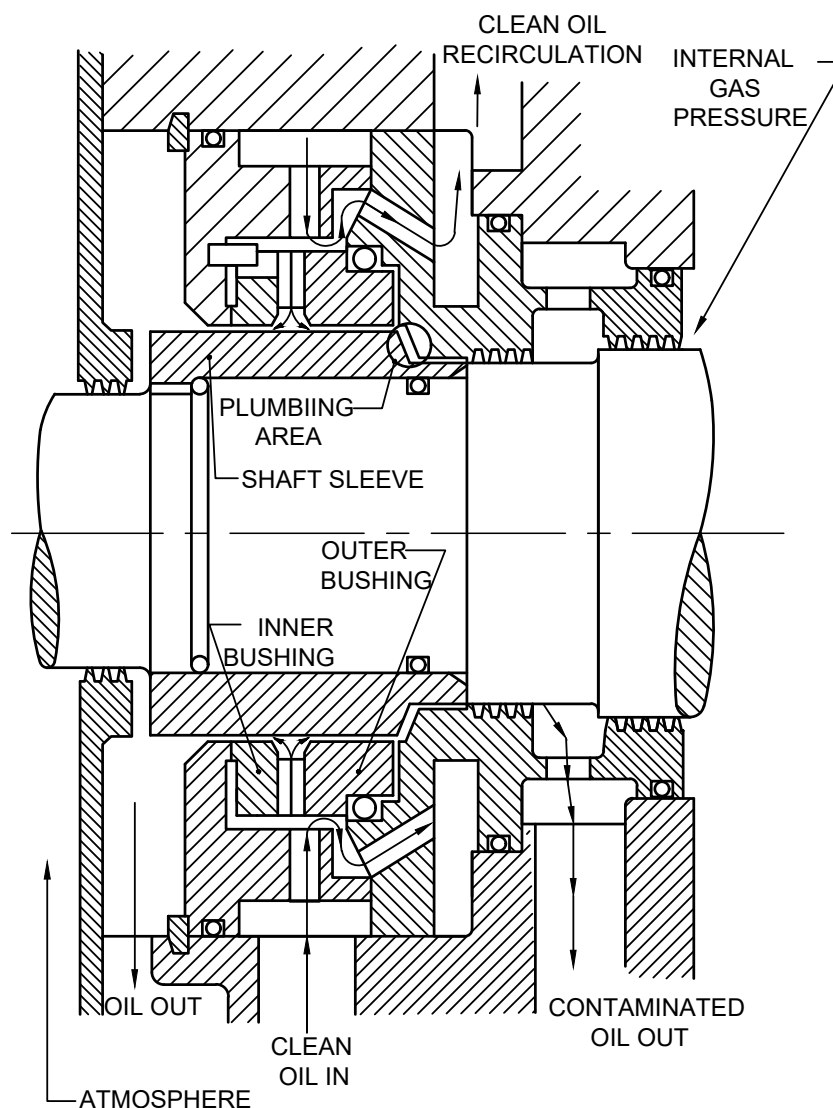 CLEAN OIL
RECIRCULATION
INTERNAL
GAS
PRESSURE
PLUMBIING
AREA
SHAFT SLEEVE
OUTER
BUSHING
INNER
BUSHING
OIL OUT
CLEAN
OIL IN
CONTAMINATED
OIL OUT
ATMOSPHERE